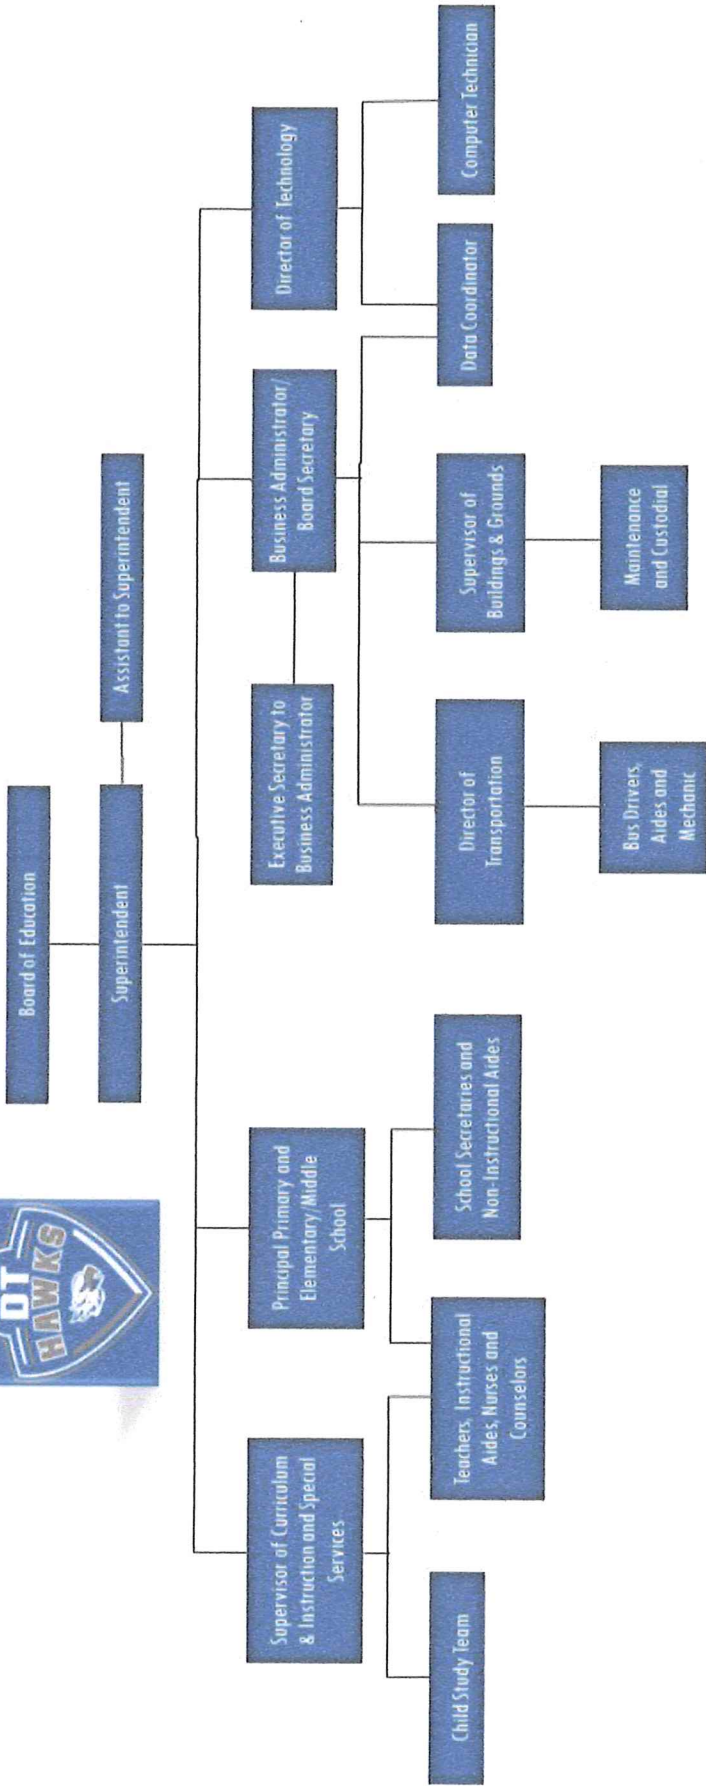 DT
HAWKS
Board of Education
Superintendent
Assistant to Superintendent
Supervisor of Curriculum
& Instruction and Special
Services
Principal Primary and
Elementary/Middle
School
Executive Secretary to
Business Administrator
Business Administrator/
Board Secretary
Director of Technology
Child Study Team
Teachers, Instructional
Aides, Nurses and
Counselors
School Secretaries and
Non-Instructional Aides
Director of
Transportation
Supervisor of
Buildings & Grounds
Data Coordinator
Computer Technician
Bus Drivers,
Aides and
Mechanic
Maintenance
and Custodial